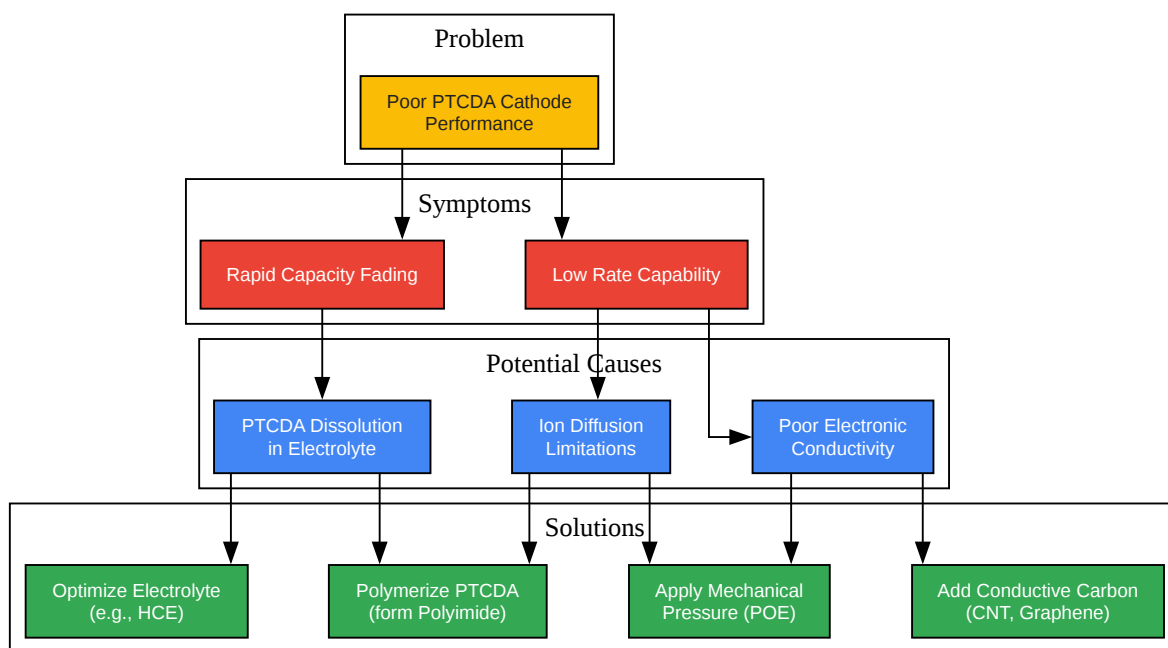 Problem
Poor PTCDA Cathode
Performance
Symptoms
Rapid Capacity Fading
Low Rate Capability
Potential Causes
PTCDA Dissolution
in Electrolyte
Ion Diffusion
Limitations
Poor Electronic
Conductivity
Solutions
Optimize Electrolyte
(e.g., HCE)
Polymerize PTCDA
(form Polyimide)
Apply Mechanical
Pressure (POE)
Add Conductive Carbon
(CNT, Graphene)